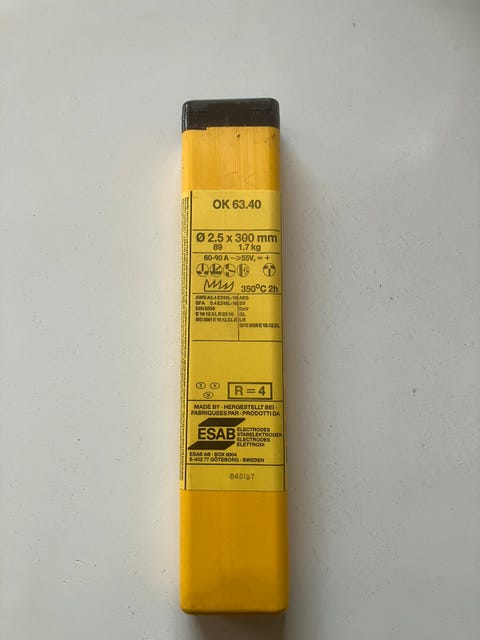 OK 63.40
Ø 2.5 x 300 mm
89 1.7 kg
60-90 A ~ ≥55V, = +
350°C 2h
AWS A5.4 E316L-16 ABS
SFA 5.4 E316L-16 BV
DIN 8556 DnV
E 19 12 3 L R 23 10 GL
ISO 3581 E 19.12.3.L R LR
R = 4
MADE BY · HERGESTELLT BEI ·
FABRIQUEES PAR · PRODOTTI DA
ESAB
ELECTRODES
STABELEKTRODEN
ELECTRODES
ELETTRODI
ESAB AB · BOX 8004
S-402 77 GÖTEBORG · SWEDEN